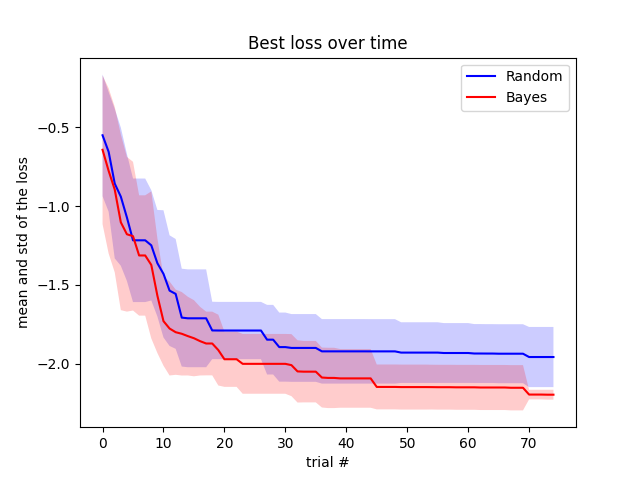 Best loss over time
Random
Bayes
−0.5
−1.0
−1.5
−2.0
mean and std of the loss
0 10 20 30 40 50 60 70
trial #